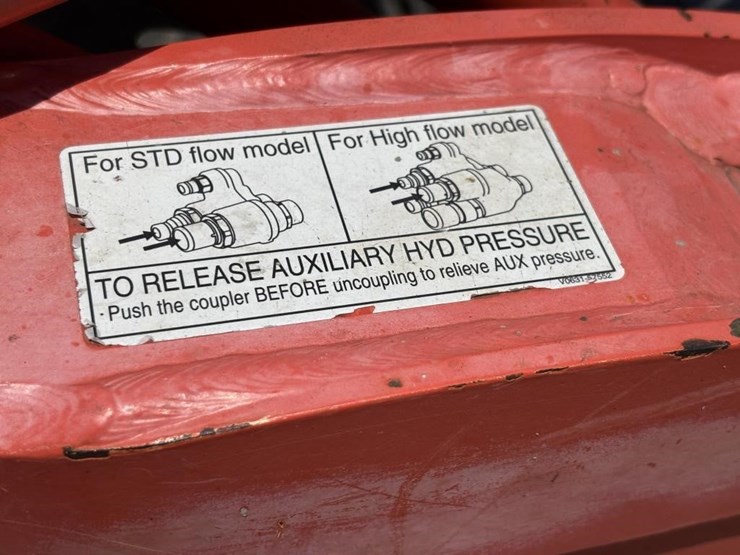 For STD flow model
For High flow model
TO RELEASE AUXILIARY HYD PRESSURE
· Push the coupler BEFORE uncoupling to relieve AUX pressure.